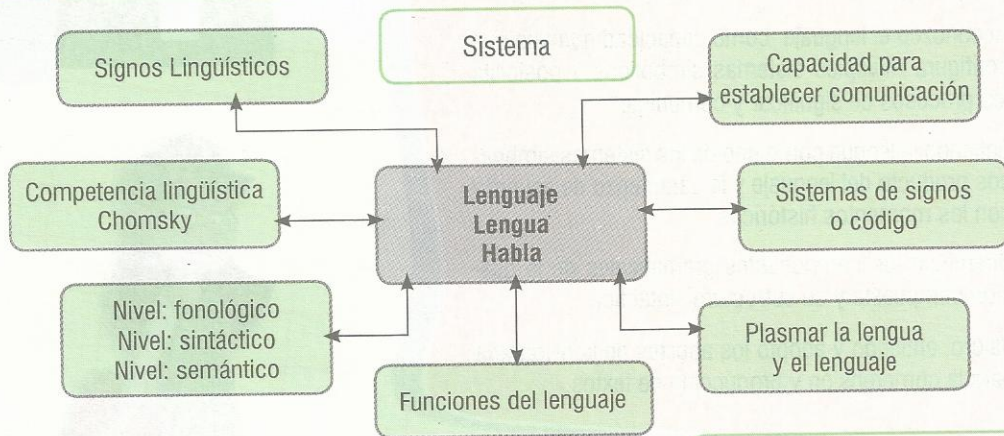 Sistema
Signos Lingüísticos
Capacidad para
establecer comunicación
Competencia lingüística
Chomsky
Lenguaje
Lengua
Habla
Sistemas de signos
o código
Nivel: fonológico
Nivel: sintáctico
Nivel: semántico
Funciones del lenguaje
Plasmar la lengua
y el lenguaje